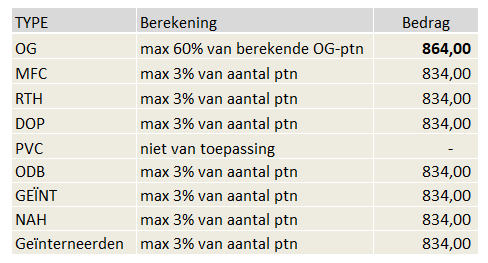 TYPE Berekening Bedrag
OG max 60% van berekende OG-ptn 864,00
MFC max 3% van aantal ptn 834,00
RTH max 3% van aantal ptn 834,00
DOP max 3% van aantal ptn 834,00
PVC niet van toepassing -
ODB max 3% van aantal ptn 834,00
GEÏNT max 3% van aantal ptn 834,00
NAH max 3% van aantal ptn 834,00
Geïnterneerden max 3% van aantal ptn 834,00